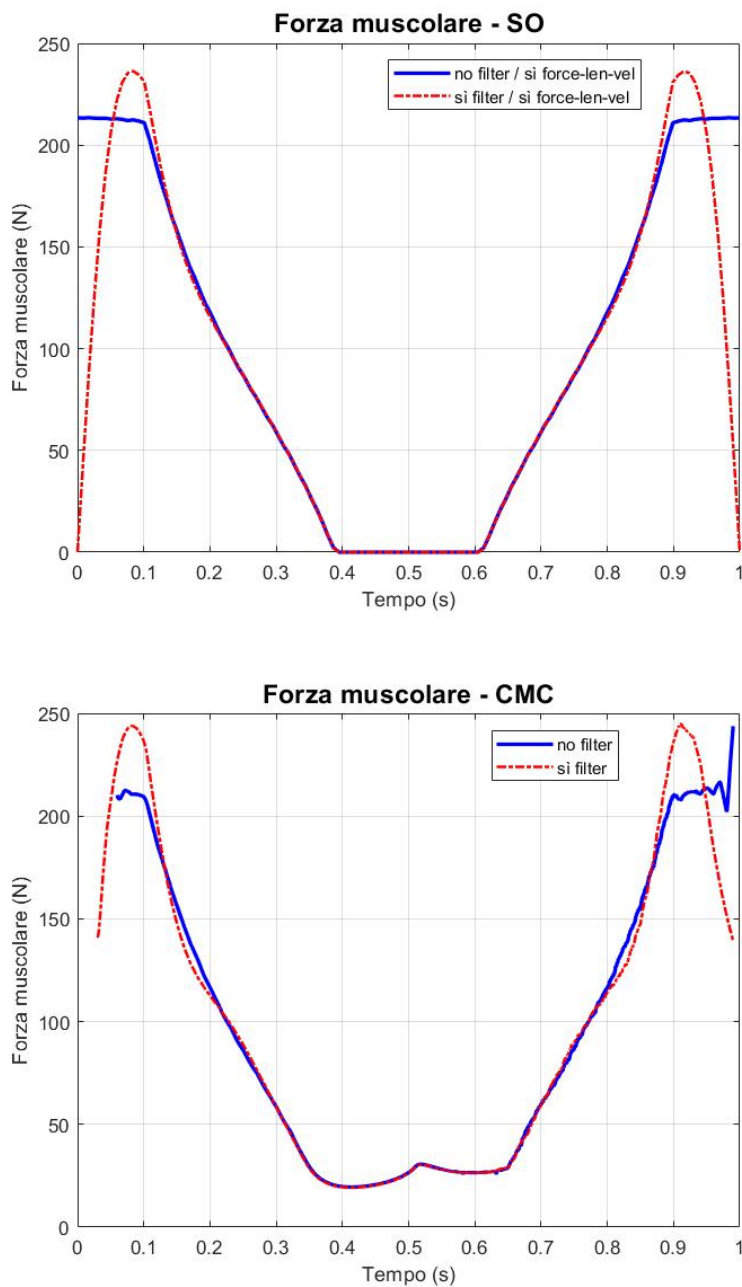 Forza muscolare - SO
250
200
150
100
50
0
Forza muscolare (N)
no filter / sì force-len-vel
sì filter / sì force-len-vel
0 0.1 0.2 0.3 0.4 0.5 0.6 0.7 0.8 0.9 1
Tempo (s)
Forza muscolare - CMC
250
200
150
100
50
0
Forza muscolare (N)
no filter
sì filter
0 0.1 0.2 0.3 0.4 0.5 0.6 0.7 0.8 0.9 1
Tempo (s)